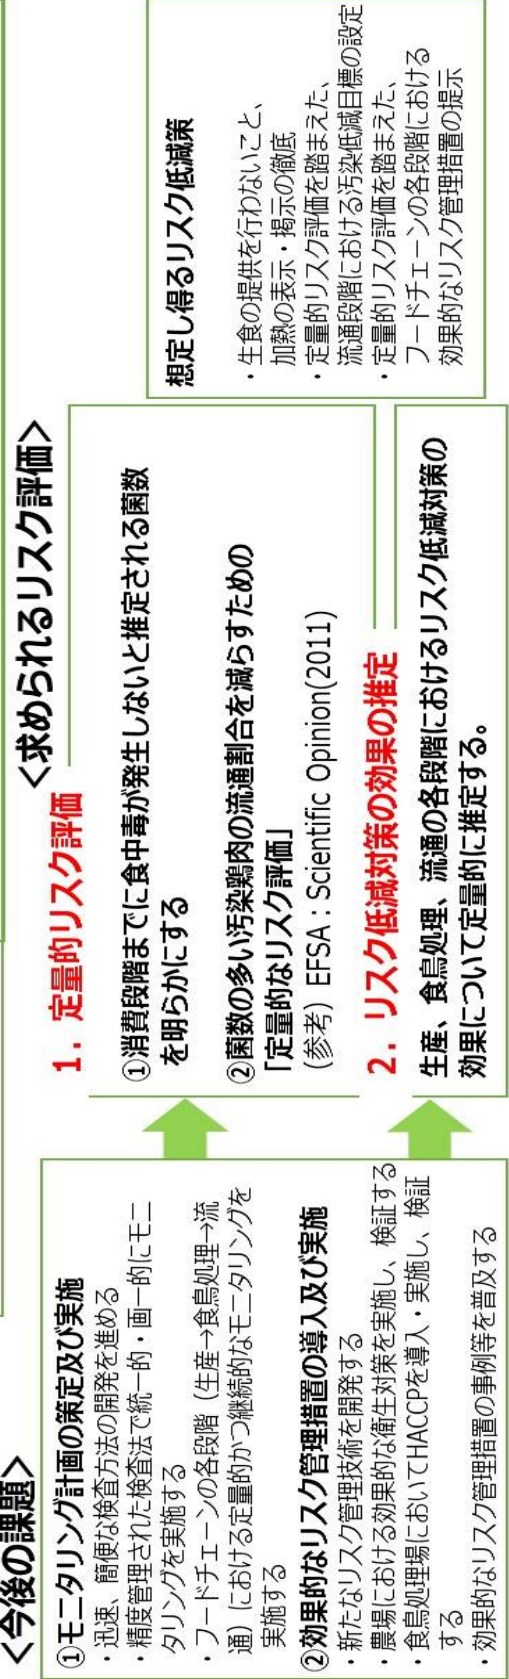 <今後の課題>
①モニタリング計画の策定及び実施
・迅速、簡便な検査方法の開発を進める
・精度管理された検査法で統一的・画一的にモニ
タリングを実施する
・フードチェーンの各段階（生産→食鳥処理→流
通）における定量的かつ継続的なモニタリングを
実施する
②効果的なリスク管理措置の導入及び実施
・新たなリスク管理技術を開発する
・農場における効果的な衛生対策を実施し、検証する
・食鳥処理場においてHACCPを導入・実施し、検証
する
・効果的なリスク管理措置の事例等を普及する
<求められるリスク評価>
1．定量的リスク評価
①消費段階までに食中毒が発生しないと推定される菌数
を明らかにする
②菌数の多い汚染鶏肉の流通割合を減らすための
「定量的なリスク評価」
（参考）EFSA：Scientific Opinion(2011)
2．リスク低減対策の効果の推定
生産、食鳥処理、流通の各段階におけるリスク低減対策の
効果について定量的に推定する。
想定し得るリスク低減策
・生食の提供を行わないこと、
加熱の表示・掲示の徹底
・定量的リスク評価を踏まえた、
流通段階における汚染低減目標の設定
・定量的リスク評価を踏まえた、
フードチェーンの各段階における
効果的なリスク管理措置の提示